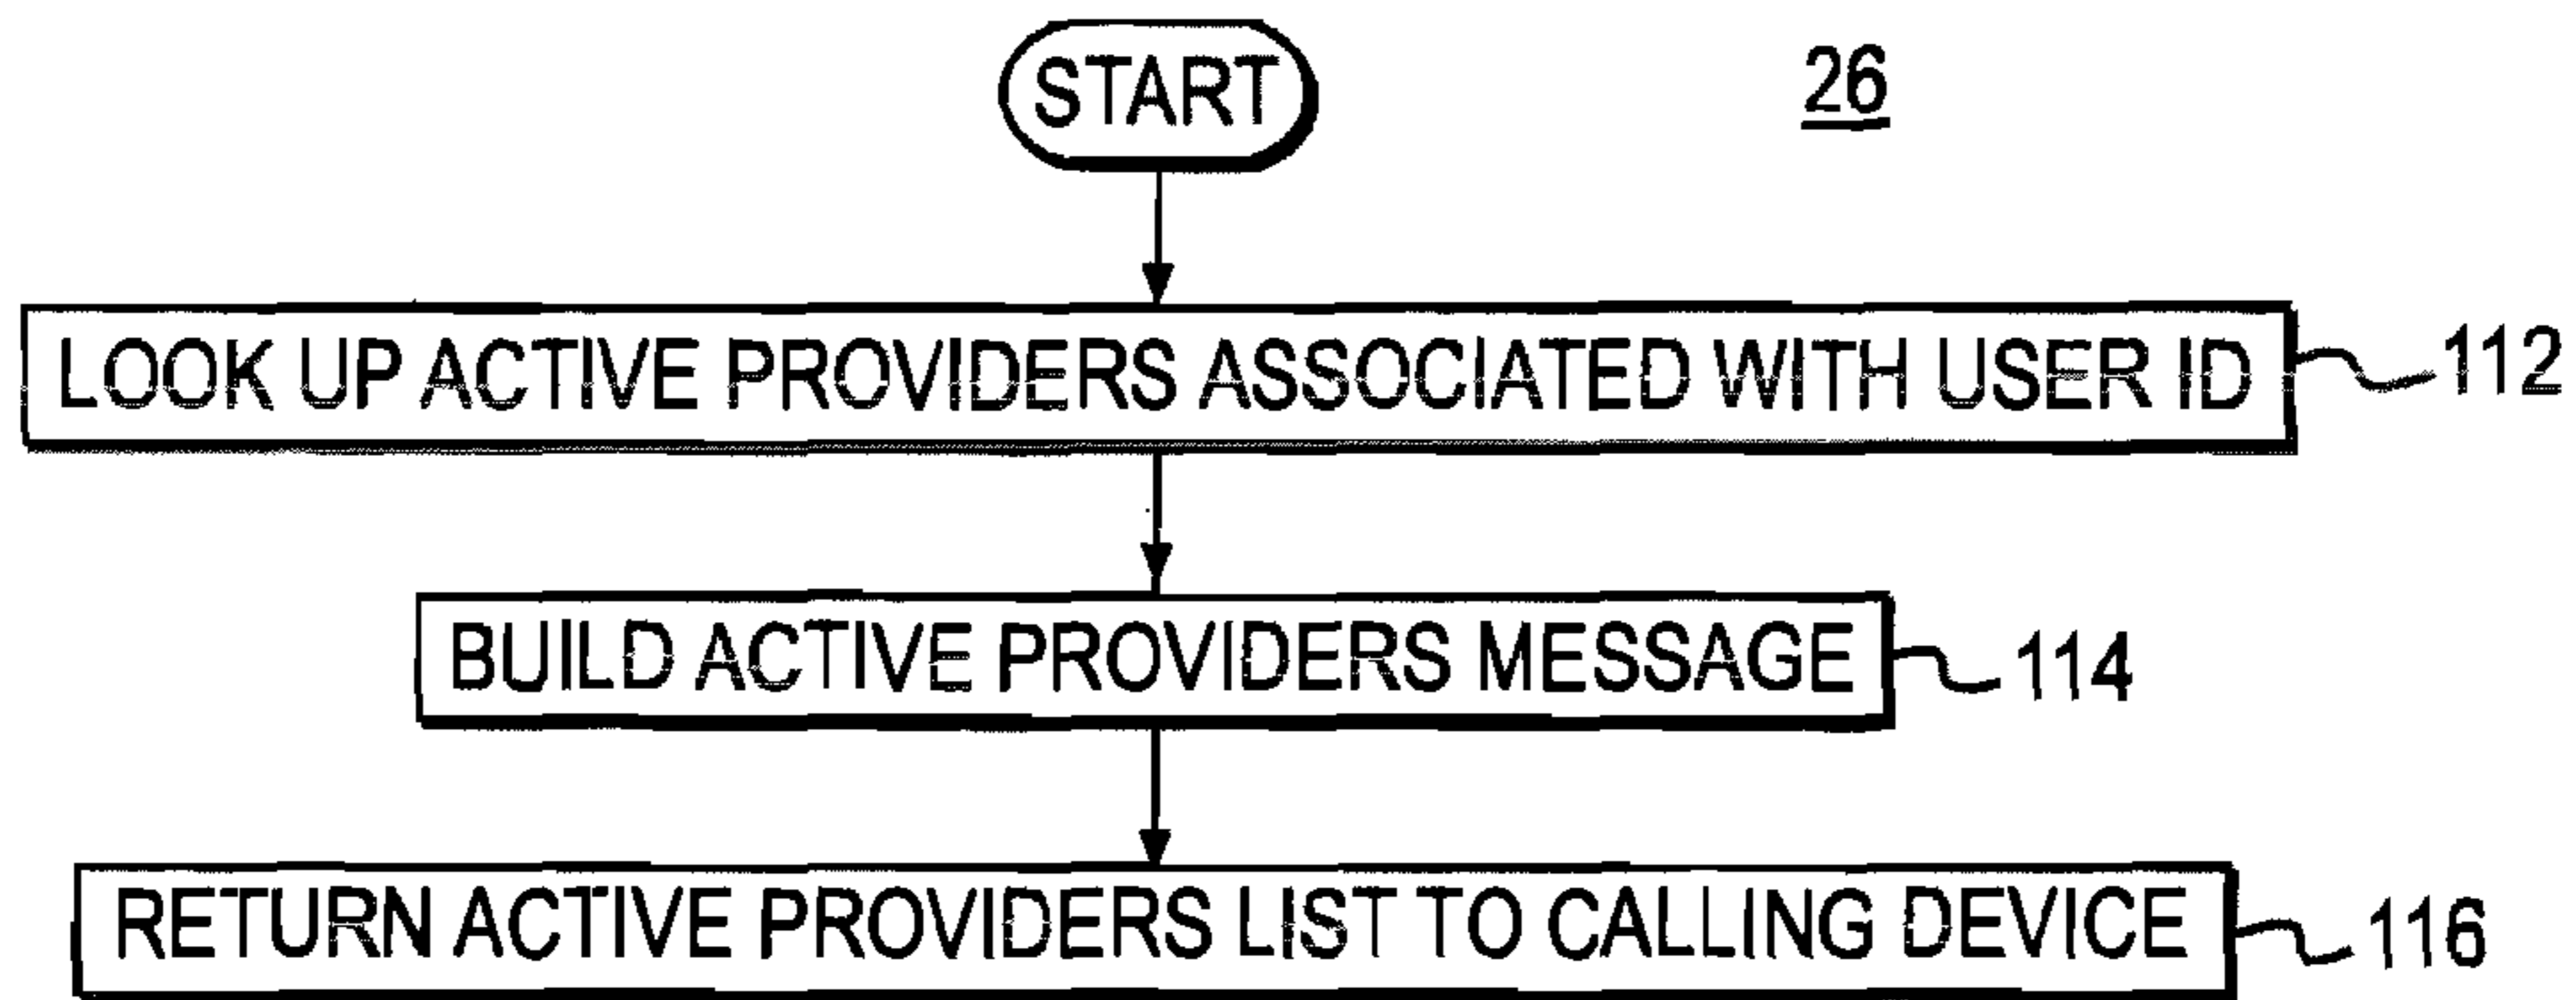 START
26
LOOK UP ACTIVE PROVIDERS ASSOCIATED WITH USER ID
112
BUILD ACTIVE PROVIDERS MESSAGE
114
RETURN ACTIVE PROVIDERS LIST TO CALLING DEVICE
116